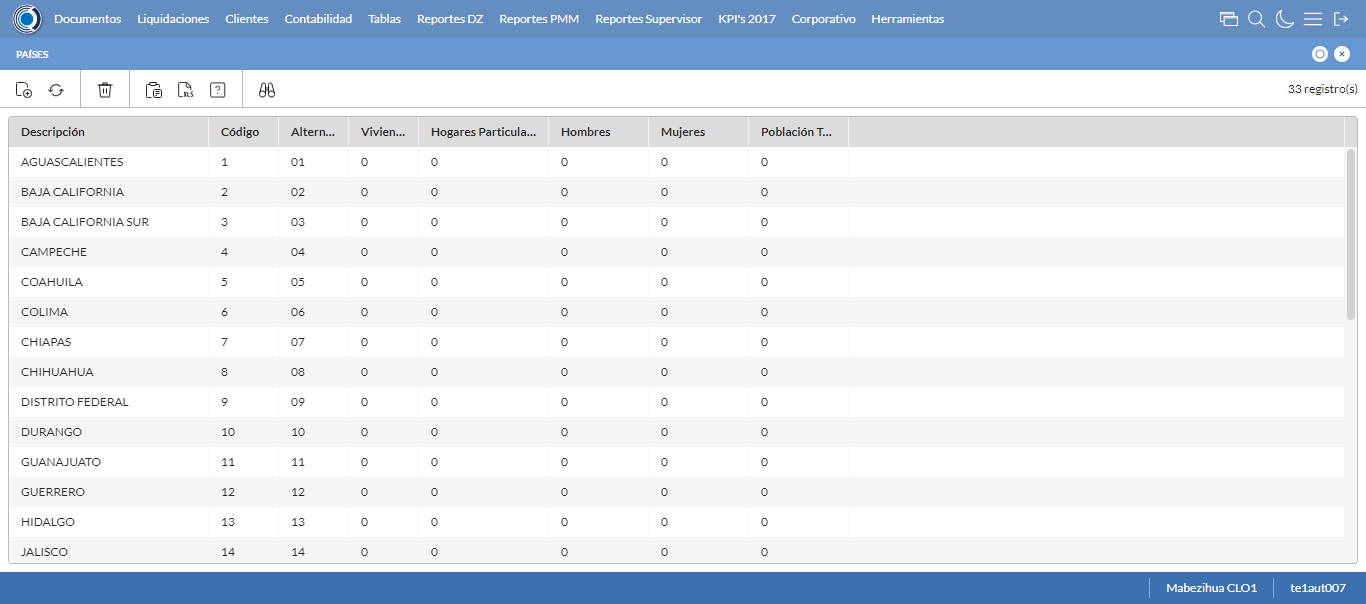 Documentos Liquidaciones Clientes Contabilidad Tablas Reportes DZ Reportes PMM Reportes Supervisor KPI's 2017 Corporativo Herramientas
PAÍSES
XLS ? 33 registro(s)
Descripción Código Altern... Vivien... Hogares Particula... Hombres Mujeres Población T...
AGUASCALIENTES 1 01 0 0 0 0 0
BAJA CALIFORNIA 2 02 0 0 0 0 0
BAJA CALIFORNIA SUR 3 03 0 0 0 0 0
CAMPECHE 4 04 0 0 0 0 0
COAHUILA 5 05 0 0 0 0 0
COLIMA 6 06 0 0 0 0 0
CHIAPAS 7 07 0 0 0 0 0
CHIHUAHUA 8 08 0 0 0 0 0
DISTRITO FEDERAL 9 09 0 0 0 0 0
DURANGO 10 10 0 0 0 0 0
GUANAJUATO 11 11 0 0 0 0 0
GUERRERO 12 12 0 0 0 0 0
HIDALGO 13 13 0 0 0 0 0
JALISCO 14 14 0 0 0 0 0
Mabezihua CLO1 te1aut007